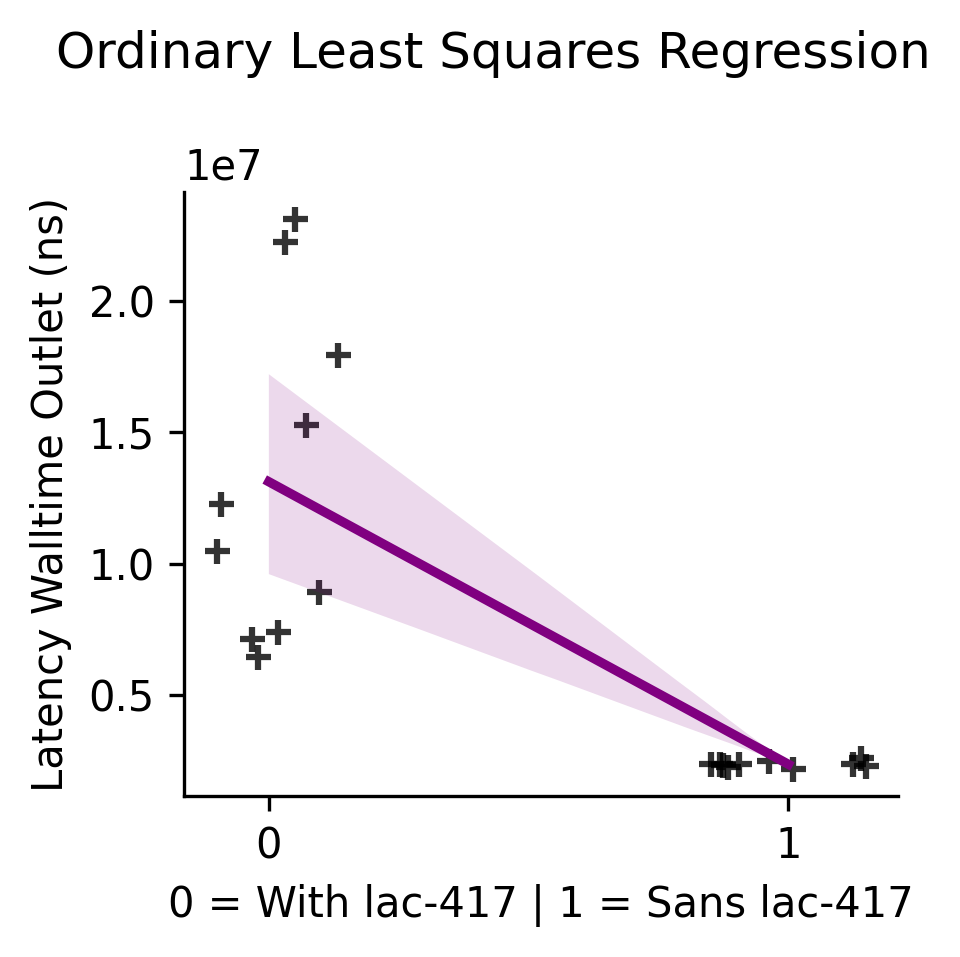 Ordinary Least Squares Regression
1e7
Latency Walltime Outlet (ns)
2.0
1.5
1.0
0.5
0
1
0 = With lac-417 | 1 = Sans lac-417